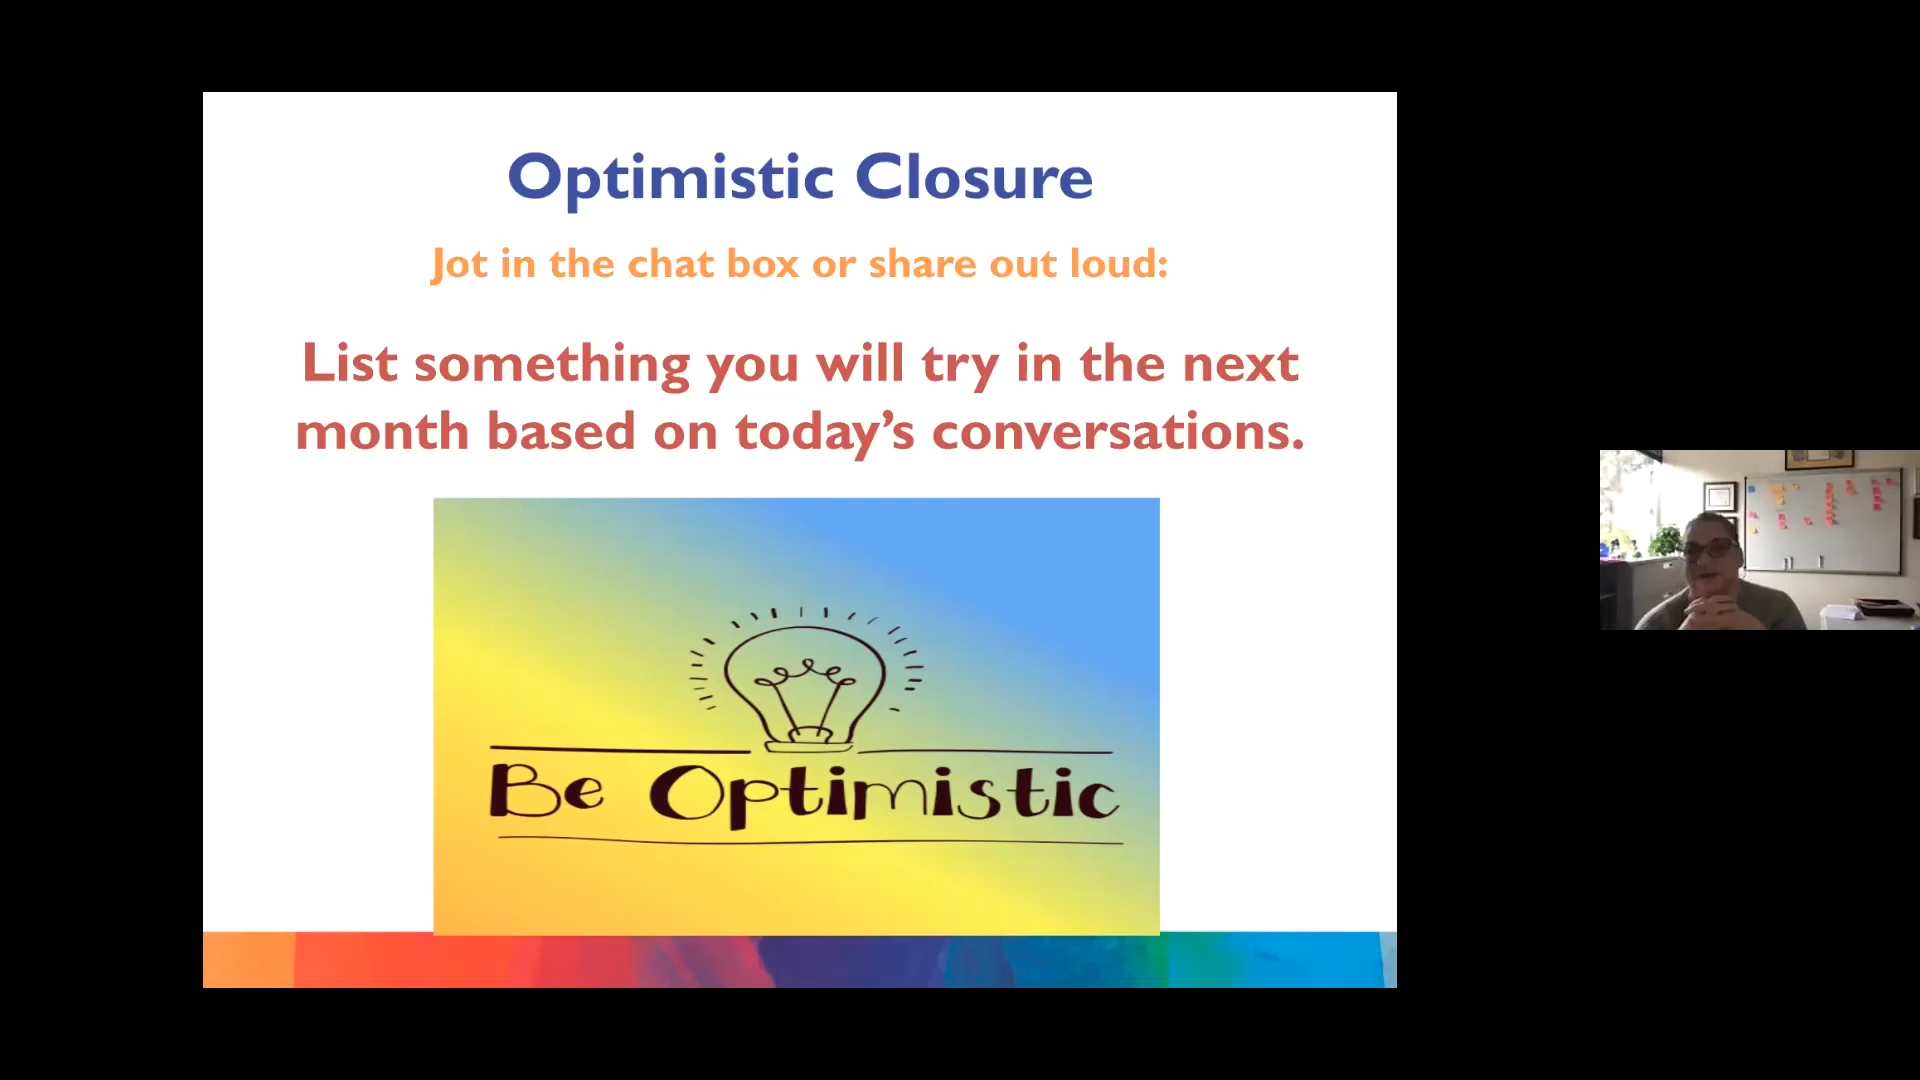 Optimistic Closure
Jot in the chat box or share out loud:
List something you will try in the next
month based on today’s conversations.
Be Optimistic